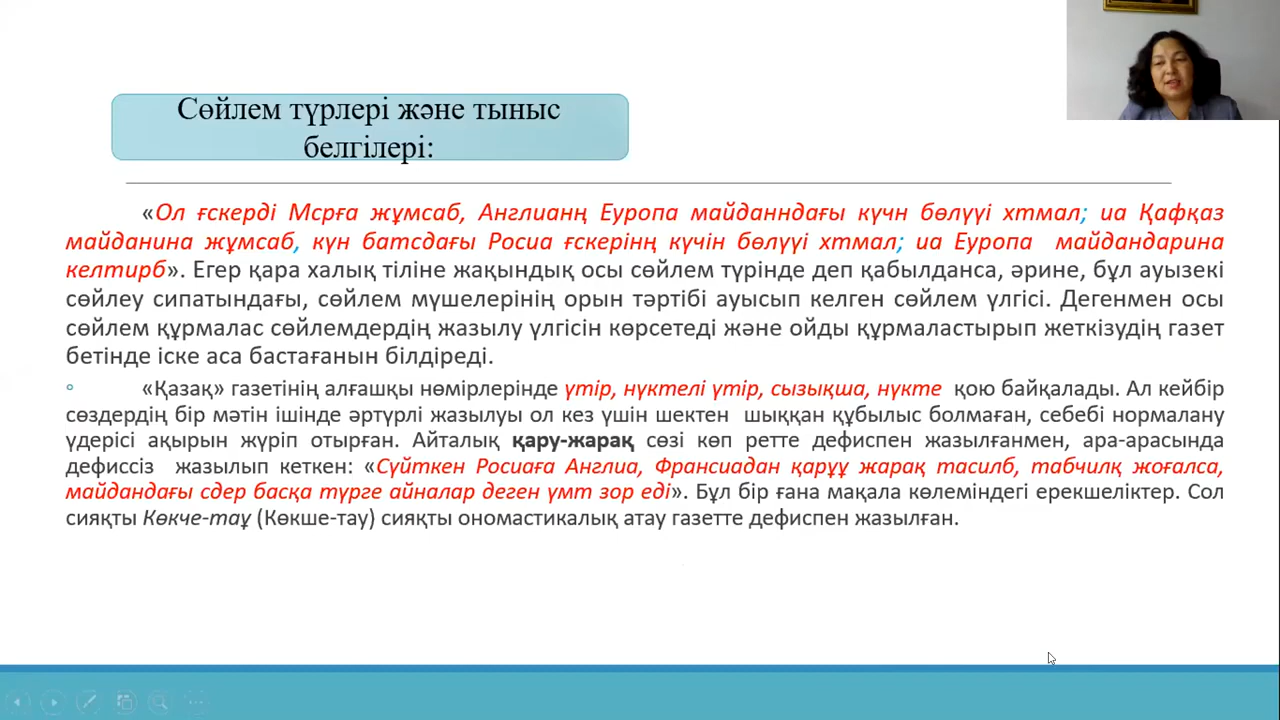 Сөйлем түрлері және тыныс
белгілері:
«Ол ғскерді Мсрға жұмсаб, Англианң Еуропа майданндағы күчн бөлүүі хтмал; иа Қафқаз
майданина жұмсаб, күн батсдағы Росиа ғскерінң күчін бөлүүі хтмал; иа Еуропа майдандарина
келтирб». Егер қара халық тіліне жақындық осы сөйлем түрінде деп қабылданса, әрине, бұл ауызекі
сөйлеу сипатындағы, сөйлем мүшелерінің орын тәртібі ауысып келген сөйлем үлгісі. Дегенмен осы
сөйлем құрмалас сөйлемдердің жазылу үлгісін көрсетеді және ойды құрмаластырып жеткізудің газет
бетінде іске аса бастағанын білдіреді.
◦ «Қазақ» газетінің алғашқы нөмірлерінде үтір, нүктелі үтір, сызықша, нүкте қою байқалады. Ал кейбір
сөздердің бір мәтін ішінде әртүрлі жазылуы ол кез үшін шектен шыққан құбылыс болмаған, себебі нормалану
үдерісі ақырын жүріп отырған. Айталық қару-жарақ сөзі көп ретте дефиспен жазылғанмен, ара-арасында
дефиссіз жазылып кеткен: «Сүйткен Росиаға Англиа, Франсиадан қарұұ жарақ тасилб, табчилқ жоғалса,
майдандағы сдер басқа түрге айналар деген үмт зор еді». Бұл бір ғана мақала көлеміндегі ерекшеліктер. Сол
сияқты Көкче-таұ (Көкше-тау) сияқты ономастикалық атау газетте дефиспен жазылған.